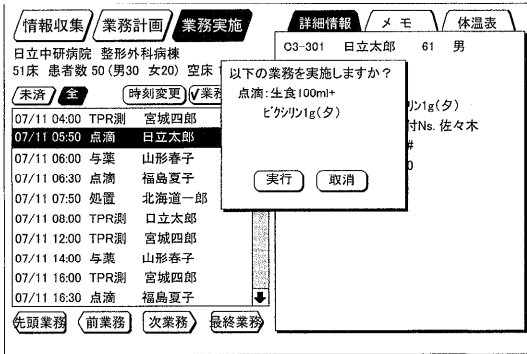 情報収集 業務計画 業務実施
日立中研病院 整形外科病棟
51床 患者数 50 (男30 女20) 空床
未済 全 時刻変更 √業務
07/11 04:00 TPR測 宮城四郎
07/11 05:50 点滴 日立太郎
07/11 06:00 与薬 山形春子
07/11 06:30 点滴 福島夏子
07/11 07:50 処置 北海道一郎
07/11 08:00 TPR測 日立太郎
07/11 12:00 TPR測 宮城四郎
07/11 14:00 与薬 山形春子
07/11 16:00 TPR測 宮城四郎
07/11 16:30 点滴 福島夏子
先頭業務 前業務 次業務 最終業務
詳細情報 メモ 体温表
C3-301 日立太郎 61 男
リン1g(夕)
付Ns. 佐々木
#
0
以下の業務を実施しますか?
点滴:生食100ml+
ビクシリン1g(夕)
実行 取消